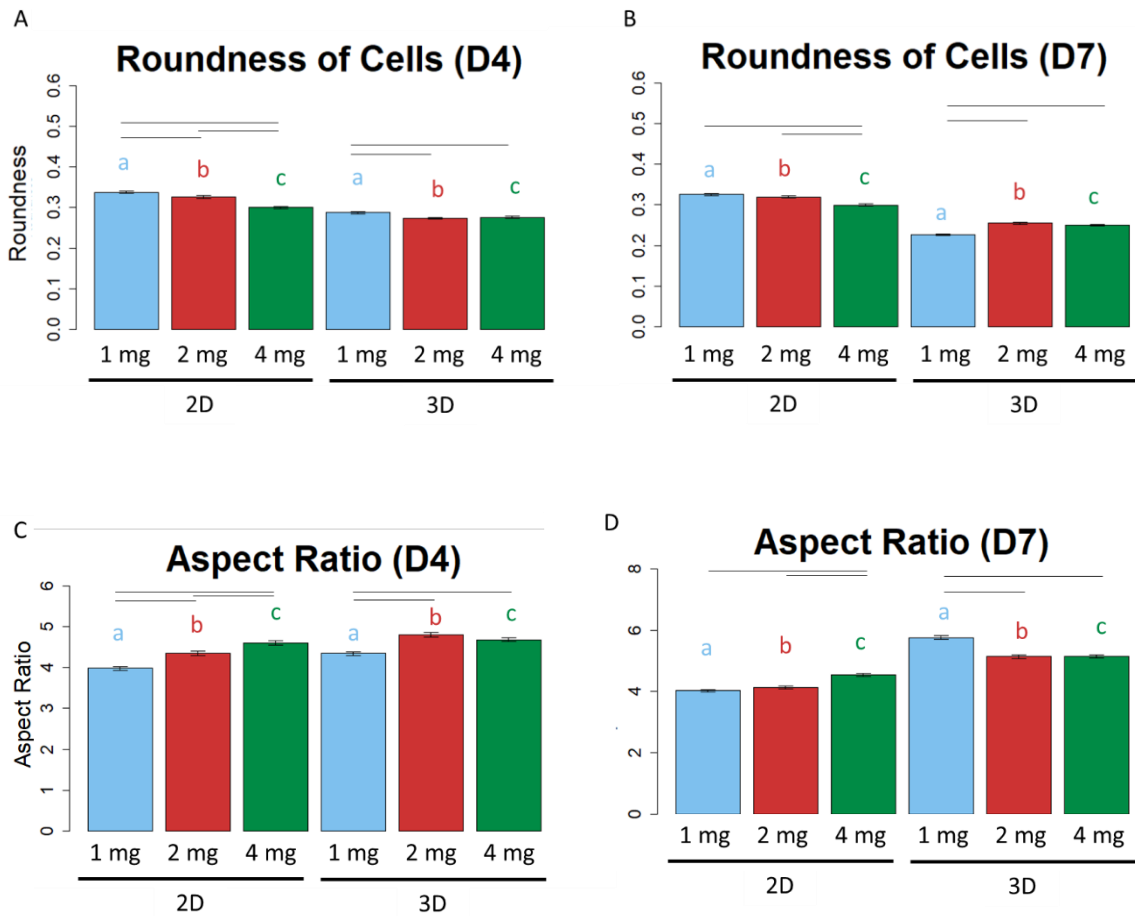 A
Roundness of Cells (D4)
Roundness
0.0 0.1 0.2 0.3 0.4 0.5 0.6
a b c a b c
1 mg 2 mg 4 mg 1 mg 2 mg 4 mg
2D 3D
B
Roundness of Cells (D7)
0.0 0.1 0.2 0.3 0.4 0.5 0.6
a b c a b c
1 mg 2 mg 4 mg 1 mg 2 mg 4 mg
2D 3D
C
Aspect Ratio (D4)
Aspect Ratio
0 1 2 3 4 5 6
a b c a b c
1 mg 2 mg 4 mg 1 mg 2 mg 4 mg
2D 3D
D
Aspect Ratio (D7)
0 2 4 6 8
a b c a b c
1 mg 2 mg 4 mg 1 mg 2 mg 4 mg
2D 3D